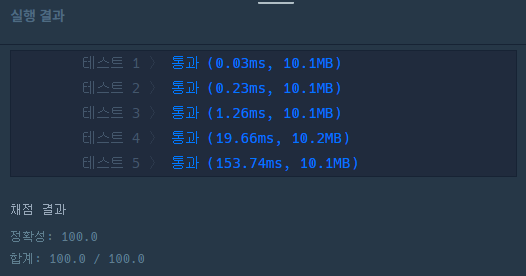 실행 결과
테스트 1 〉 통과 (0.03ms, 10.1MB)
테스트 2 〉 통과 (0.23ms, 10.1MB)
테스트 3 〉 통과 (1.26ms, 10.1MB)
테스트 4 〉 통과 (19.66ms, 10.2MB)
테스트 5 〉 통과 (153.74ms, 10.1MB)
채점 결과
정확성: 100.0
합계: 100.0 / 100.0